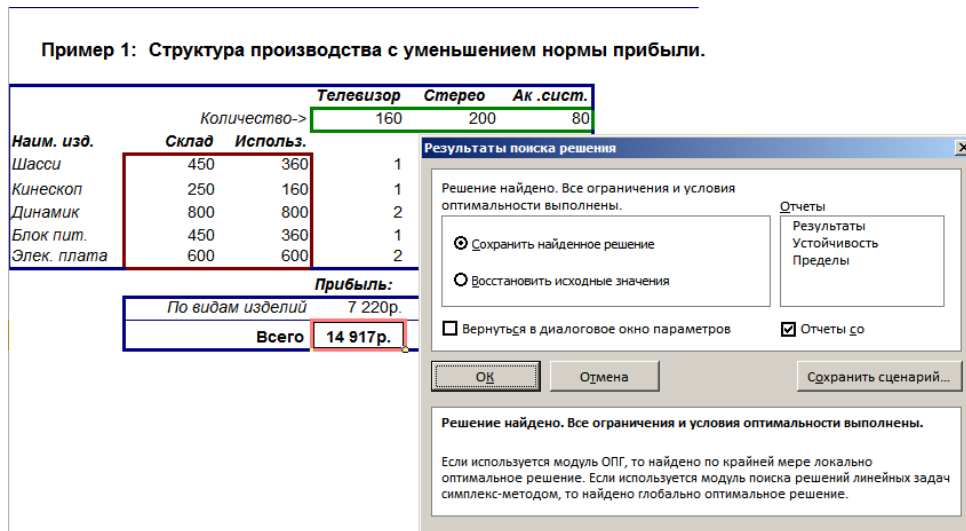 Пример 1: Структура производства с уменьшением нормы прибыли.
Телевизор Стерео Ак .сист.
Количество-> 160 200 80
Наим. изд. Склад Использ.
Шасси 450 360 1
Кинескоп 250 160 1
Динамик 800 800 2
Блок пит. 450 360 1
Элек. плата 600 600 2
Прибыль:
По видам изделий 7 220р.
Всего 14 917р.
Результаты поиска решения
Решение найдено. Все ограничения и условия
оптимальности выполнены.
Сохранить найденное решение
Восстановить исходные значения
Отчеты
Результаты
Устойчивость
Пределы
Вернуться в диалоговое окно параметров
Отчеты со
ОК Отмена Сохранить сценарий...
Решение найдено. Все ограничения и условия оптимальности выполнены.
Если используется модуль ОПГ, то найдено по крайней мере локально
оптимальное решение. Если используется модуль поиска решений линейных задач
симплекс-методом, то найдено глобально оптимальное решение.